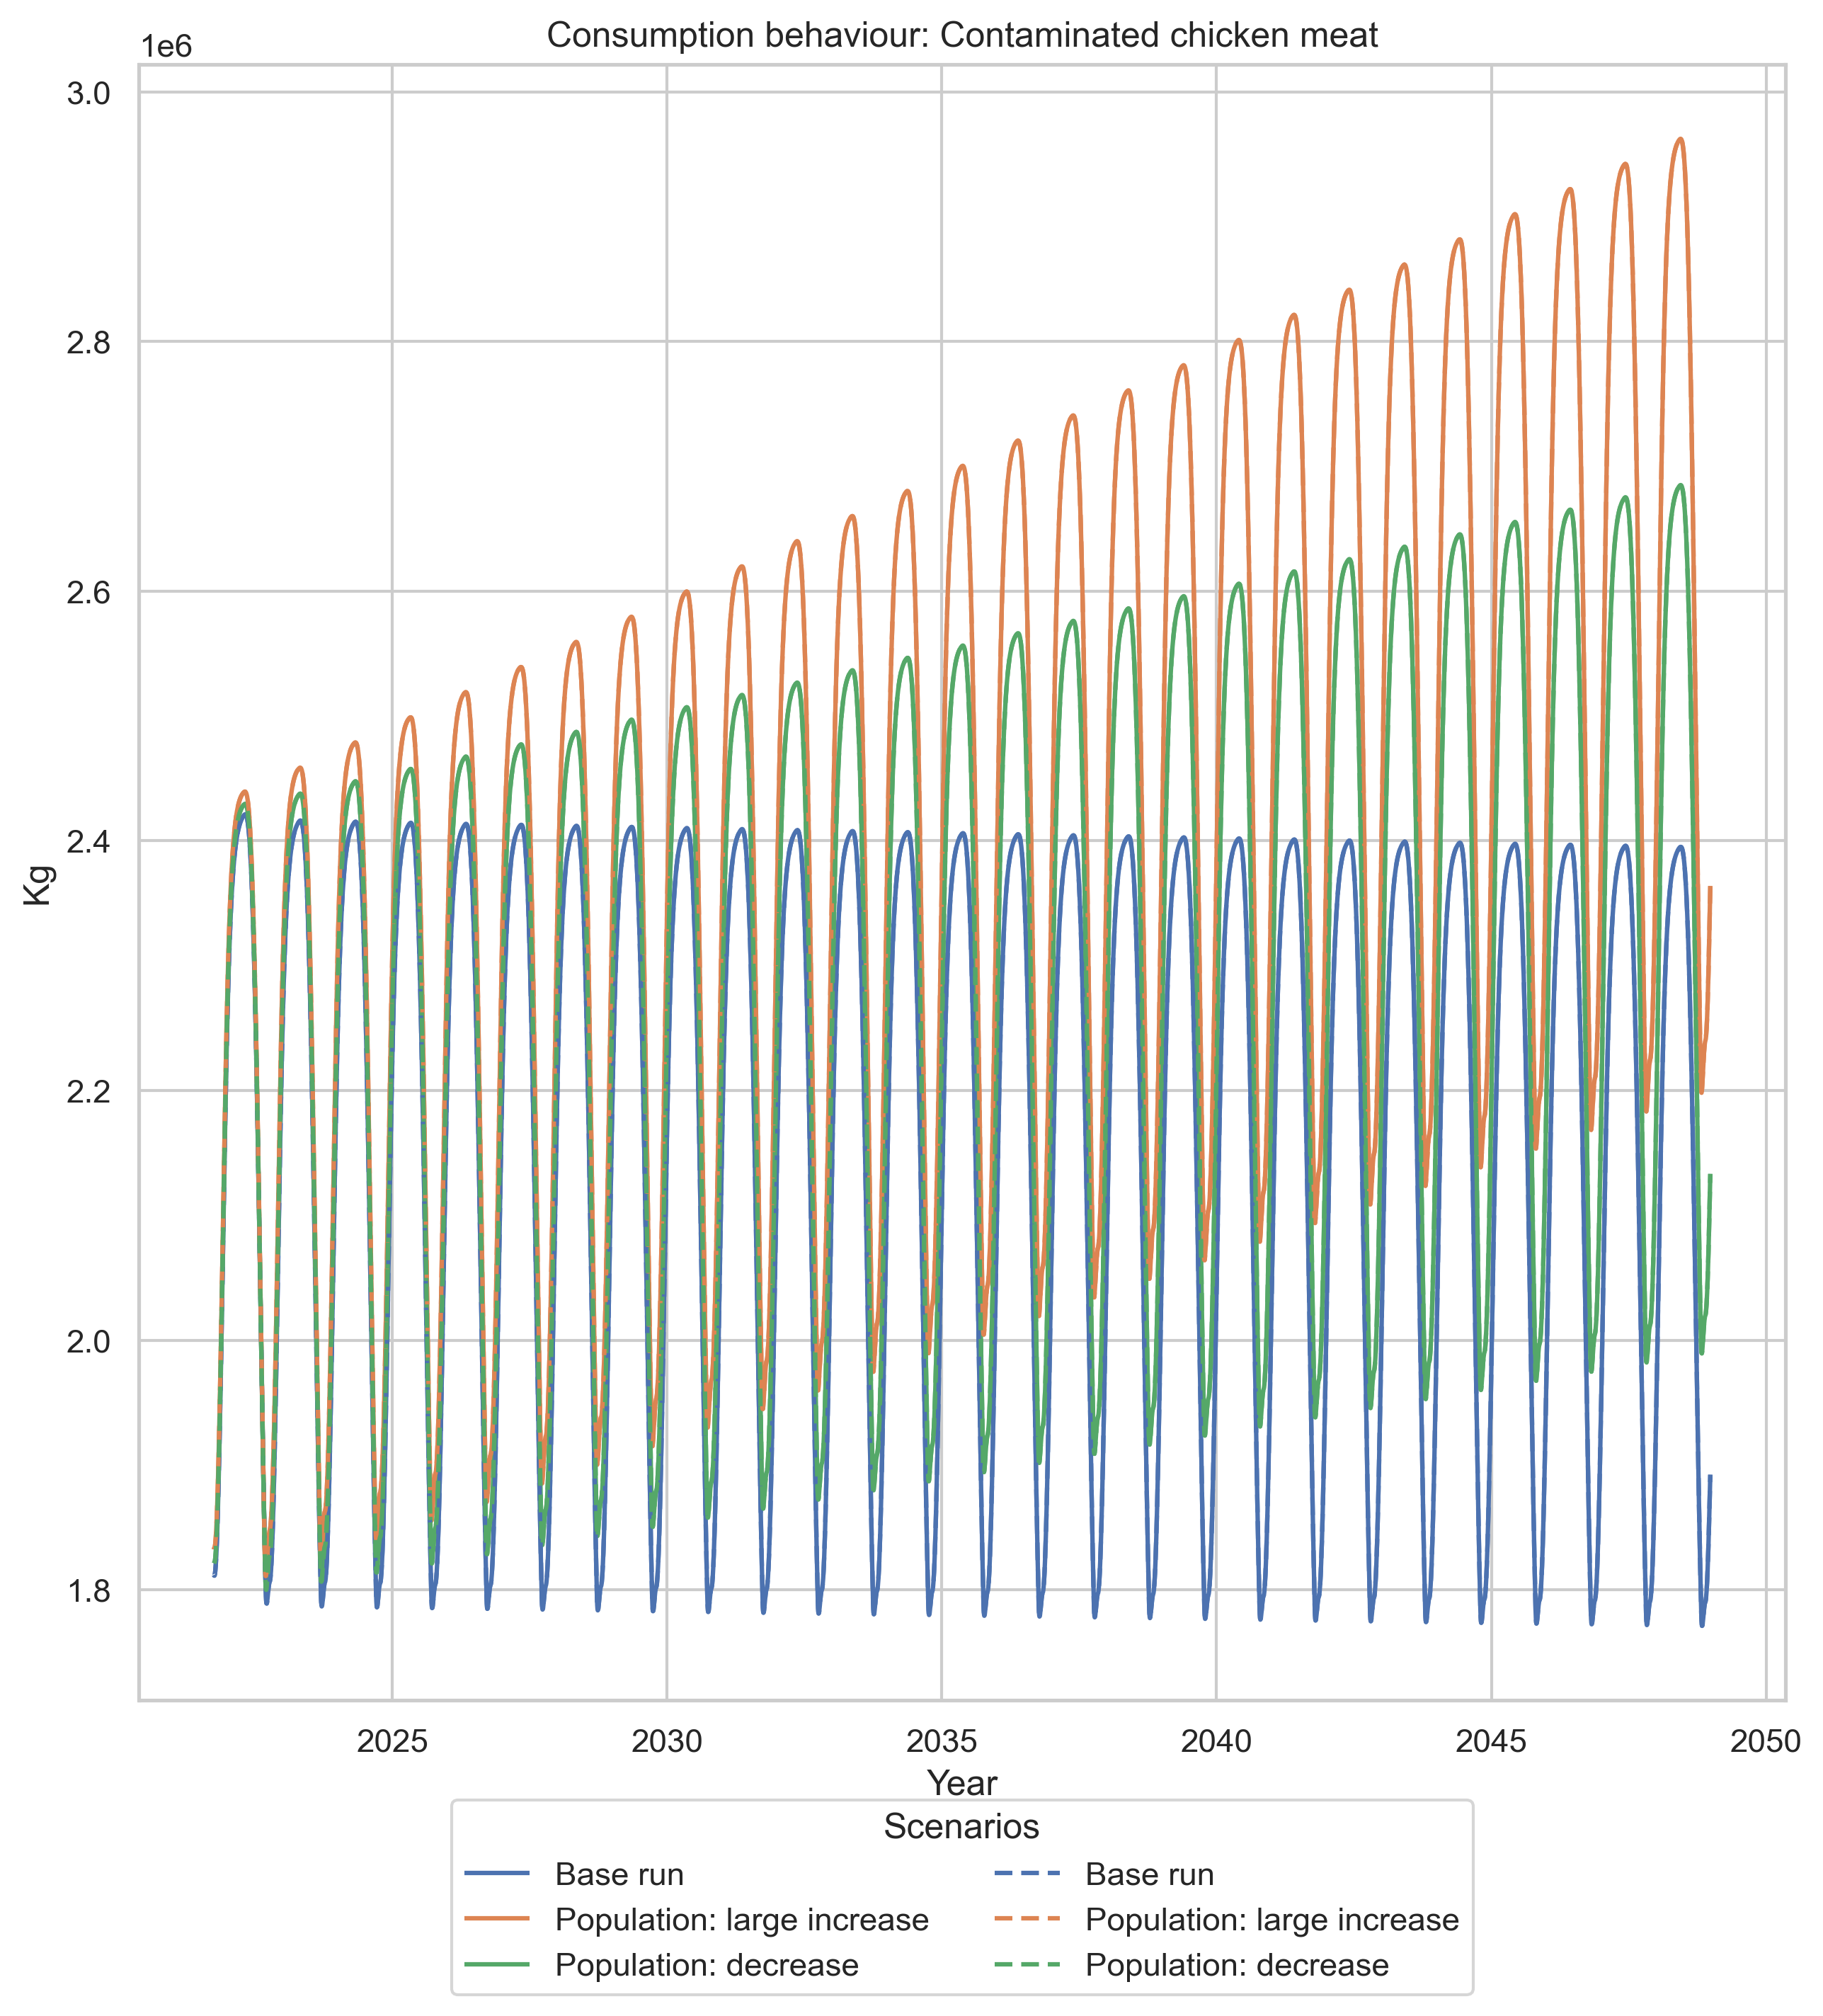 Consumption behaviour: Contaminated chicken meat
1e6
3.0
2.8
2.6
2.4
2.2
2.0
1.8
Kg
2025 2030 2035 2040 2045 2050
Year
Scenarios
Base run Base run
Population: large increase Population: large increase
Population: decrease Population: decrease